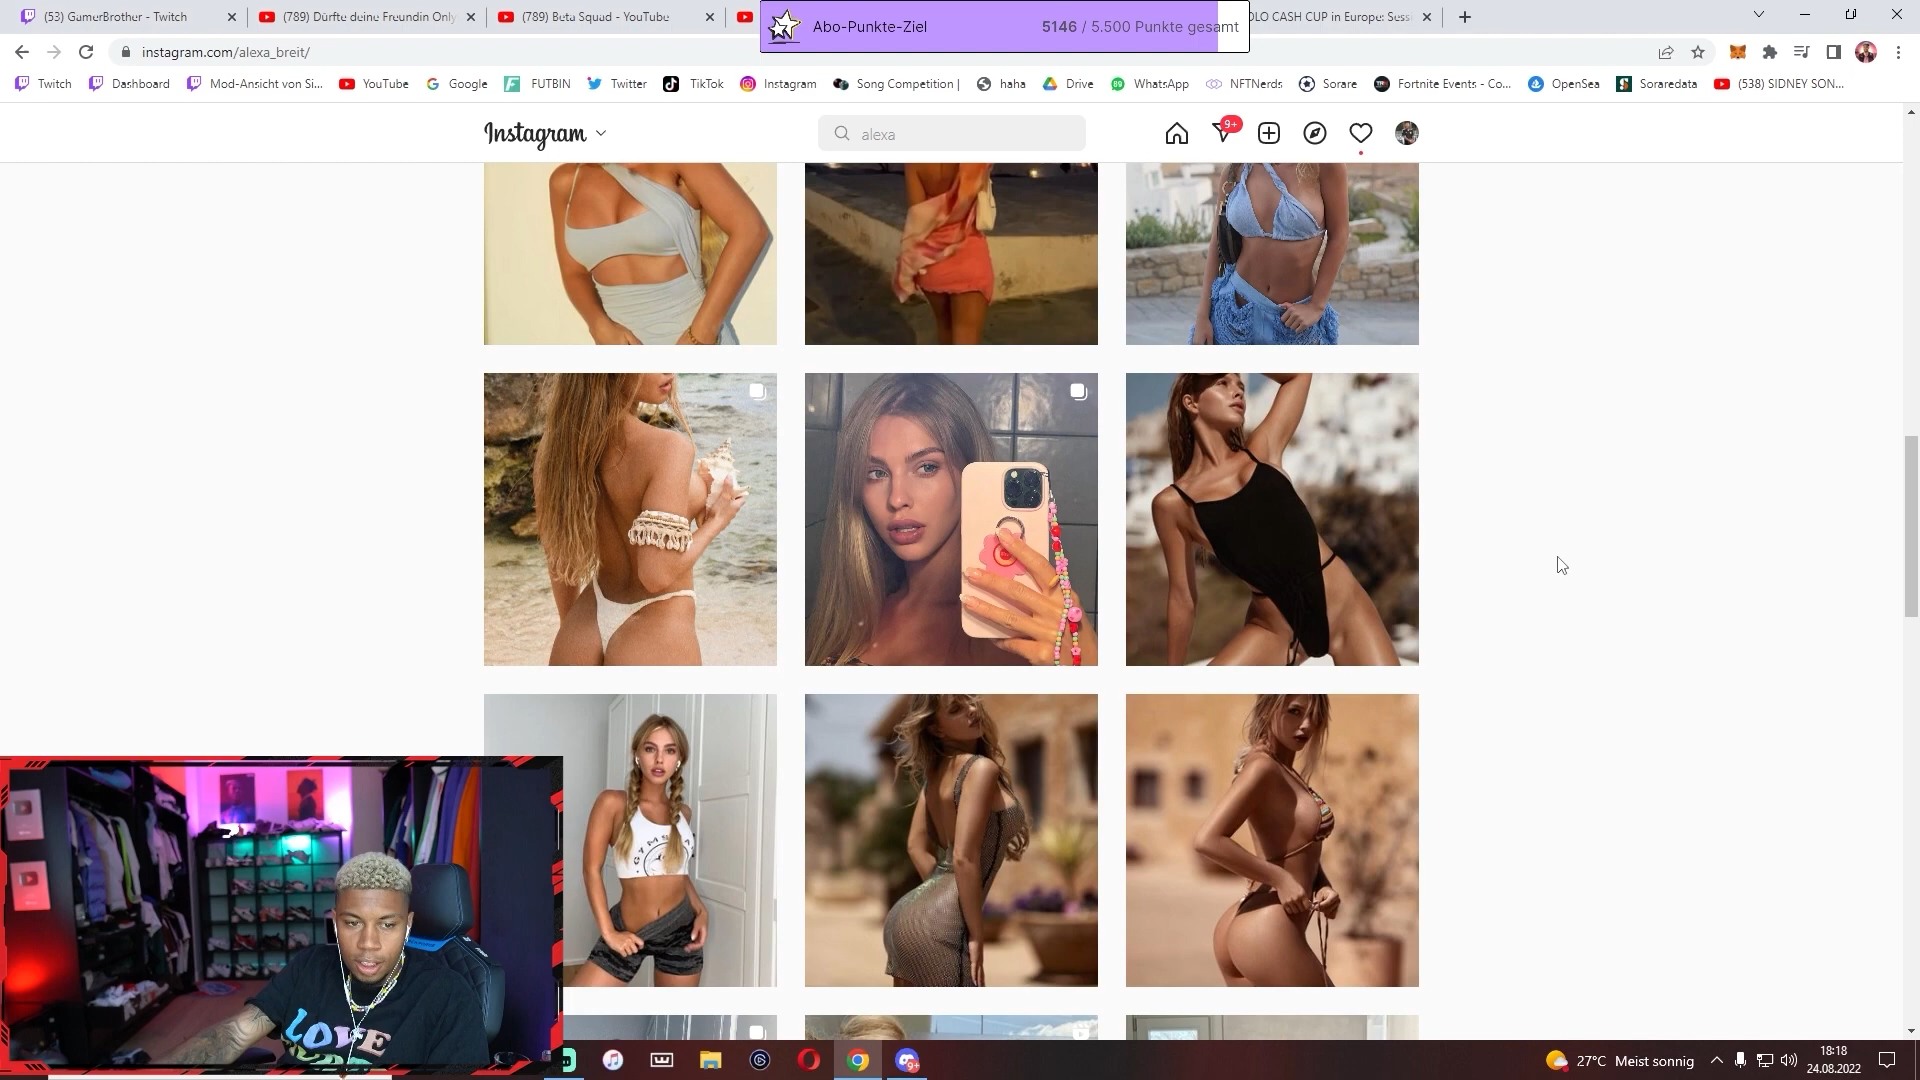 (53) GamerBrother - Twitch
(789) Dürfte deine Freundin Only
(789) Beta Squad - YouTube
OLO CASH CUP in Europe: Sess
Abo-Punkte-Ziel
5146 / 5.500 Punkte gesamt
instagram.com/alexa_breit/
Twitch
Dashboard
Mod-Ansicht von Si...
YouTube
Google
FUTBIN
Twitter
TikTok
Instagram
Song Competition |
haha
Drive
WhatsApp
NFTNerds
Sorare
Fortnite Events - Co...
OpenSea
Soraredata
(538) SIDNEY SON...
Instagram
alexa
9+
LOVE
9+
27°C Meist sonnig
18:18
24.08.2022